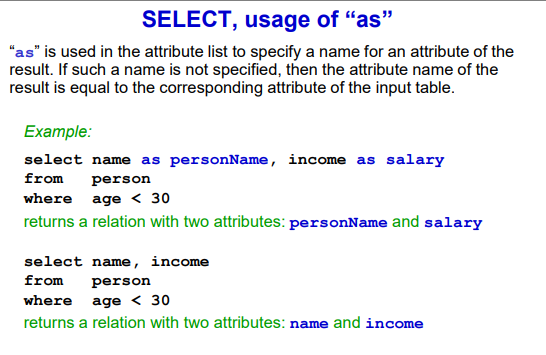 SELECT, usage of “as”
“as” is used in the attribute list to specify a name for an attribute of the
result. If such a name is not specified, then the attribute name of the
result is equal to the corresponding attribute of the input table.
Example:
select name as personName, income as salary
from person
where age < 30
returns a relation with two attributes: personName and salary
select name, income
from person
where age < 30
returns a relation with two attributes: name and income